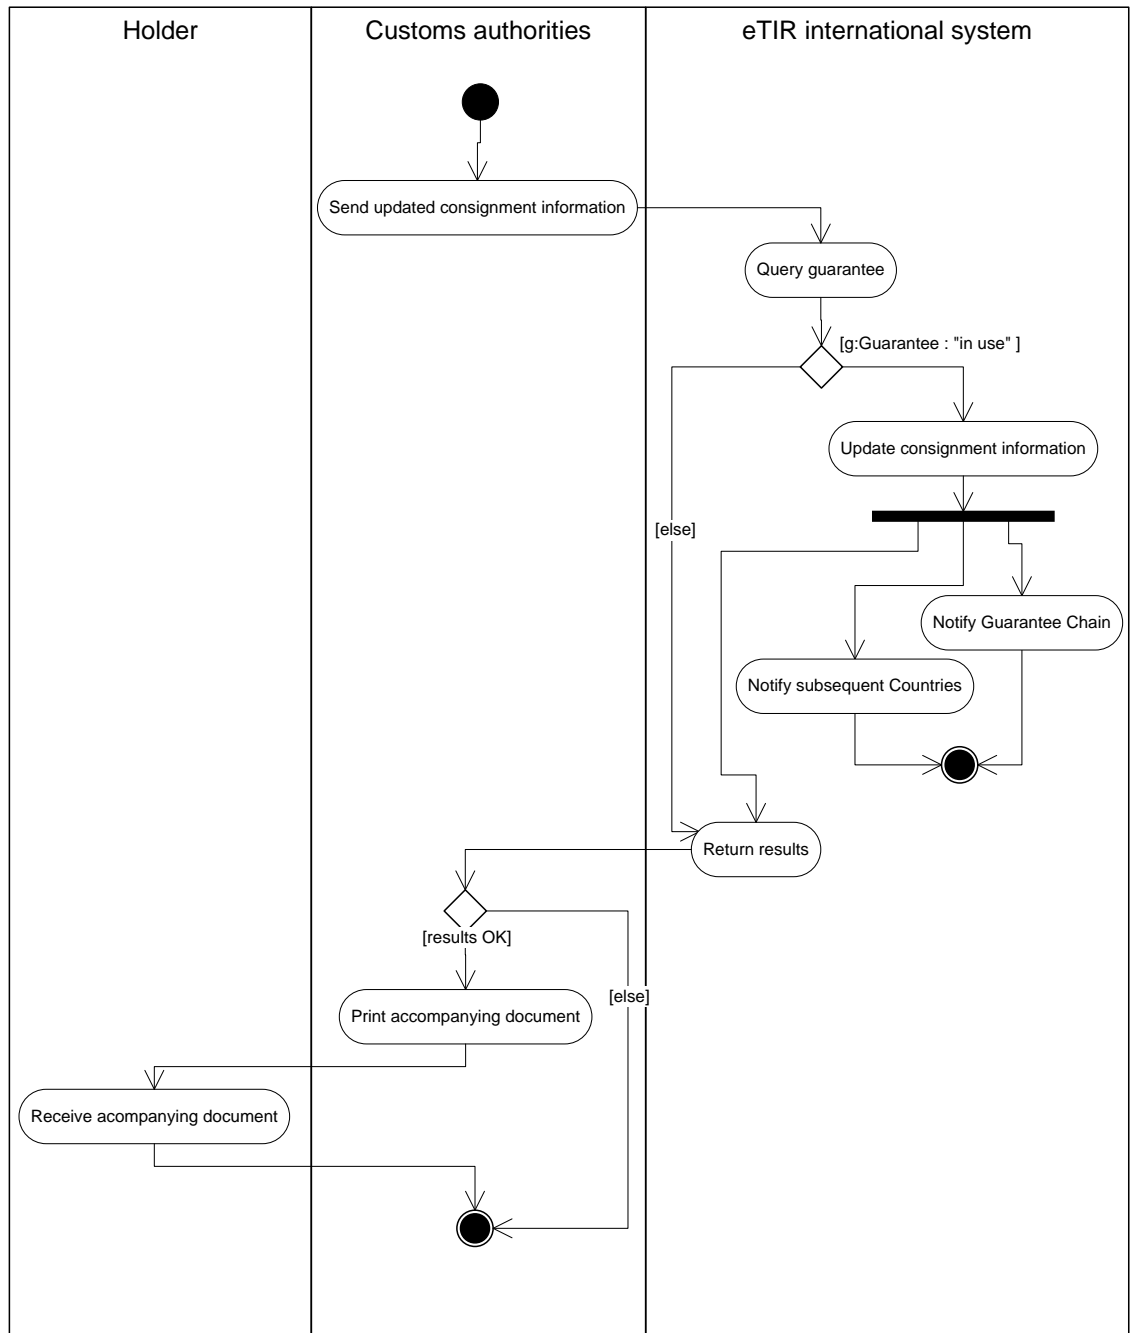 Holder
Customs authorities
eTIR international system
Send updated consignment information
Query guarantee
[g:Guarantee : "in use" ]
Update consignment information
[else]
Notify Guarantee Chain
Notify subsequent Countries
Return results
[results OK]
[else]
Print accompanying document
Receive acompanying document